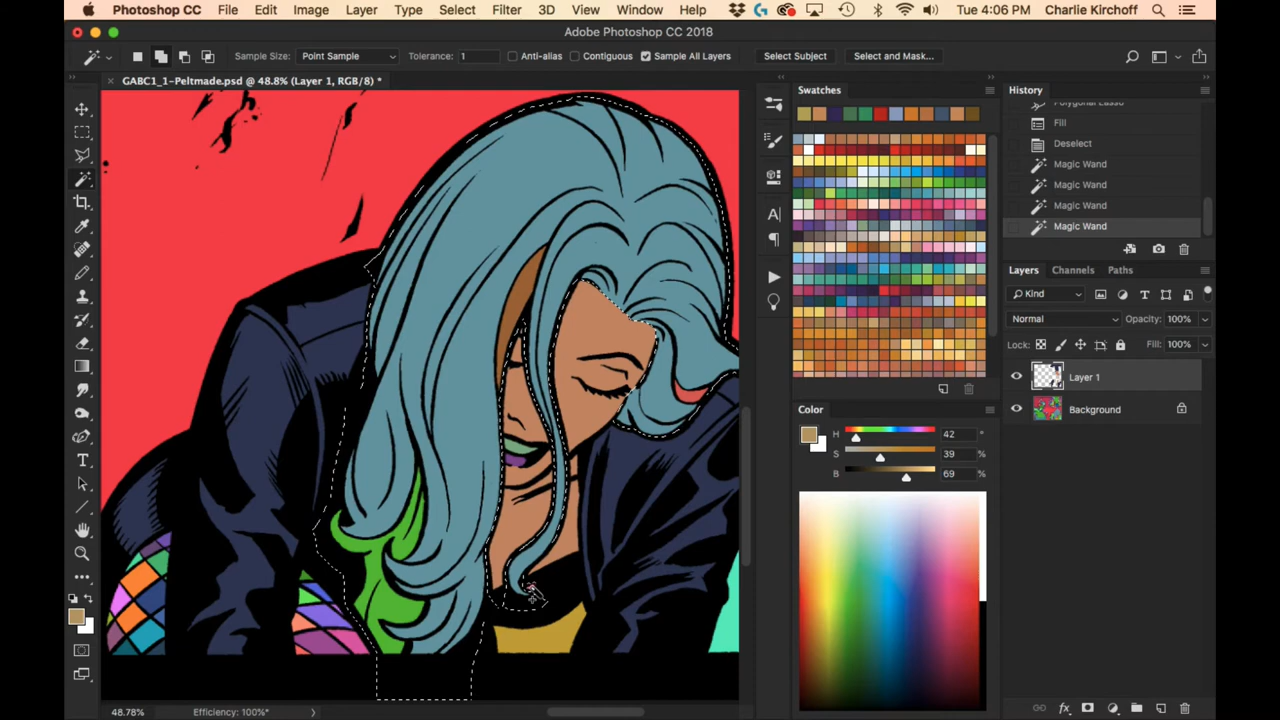 Photoshop CC File Edit Image Layer Type Select Filter 3D View Window Help Tue 4:06 PM Charlie Kirchoff
Adobe Photoshop CC 2018
Sample Size: Point Sample Tolerance: 1 Anti-alias Contiguous Sample All Layers Select Subject Select and Mask...
GABC1_1-Peltmade.psd @ 48.8% (Layer 1, RGB/8) *
Swatches
History
Polygonal Lasso
Fill
Deselect
Magic Wand
Magic Wand
Magic Wand
Magic Wand
Layers Channels Paths
Kind
Normal Opacity: 100%
Lock: Fill: 100%
Layer 1
Background
Color
H 42 °
S 39 %
B 69 %
48.78% Efficiency: 100%*